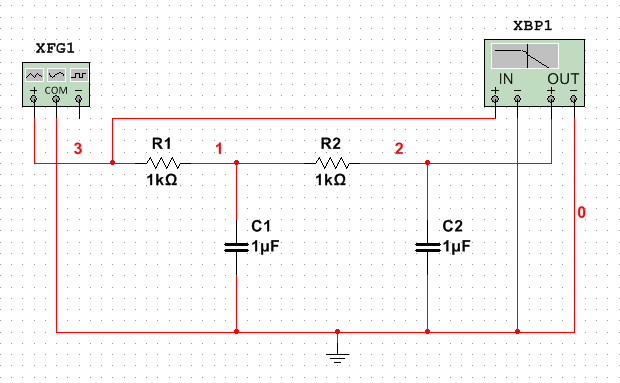 XBP1
XFG1
IN OUT
+ COM −
+ − + −
3 R1 1 R2 2
1kΩ 1kΩ
0
C1 C2
1µF 1µF